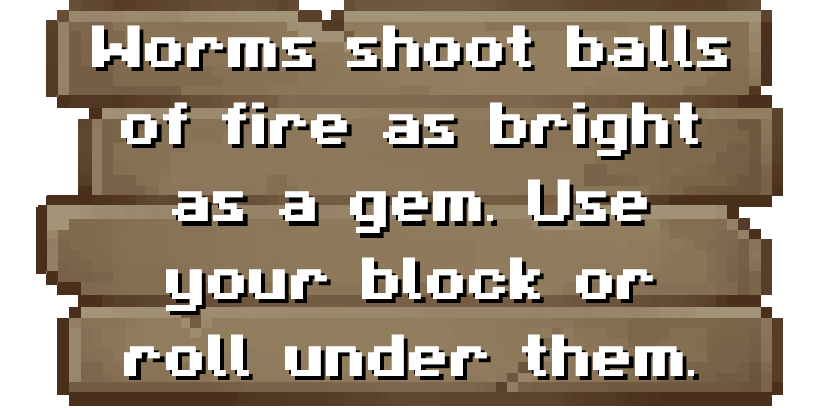 Worms shoot balls
of fire as bright
as a gem. Use
your block or
roll under them.